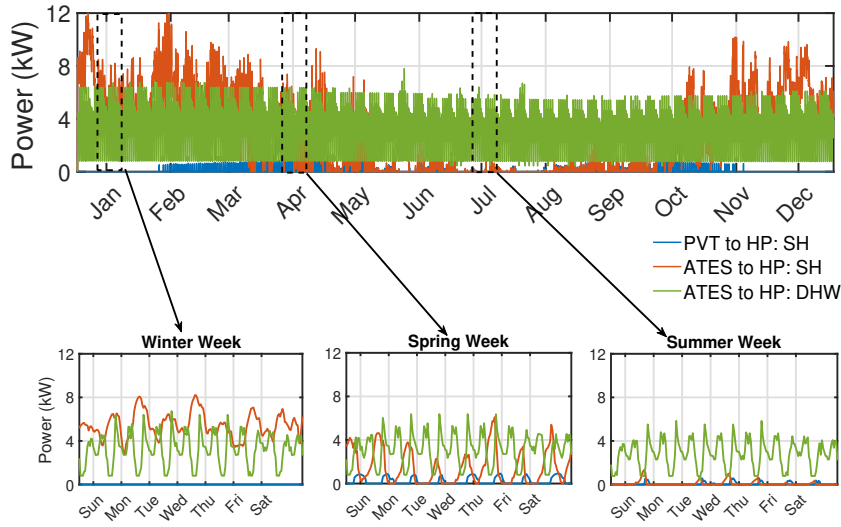 12
8
4
0
Power (kW)
Jan Feb Mar Apr May Jun Jul Aug Sep Oct Nov Dec
PVT to HP: SH
ATES to HP: SH
ATES to HP: DHW
Winter Week
12
8
4
0
Power (kW)
Sun Mon Tue Wed Thu Fri Sat
Spring Week
12
8
4
0
Sun Mon Tue Wed Thu Fri Sat
Summer Week
12
8
4
0
Sun Mon Tue Wed Thu Fri Sat